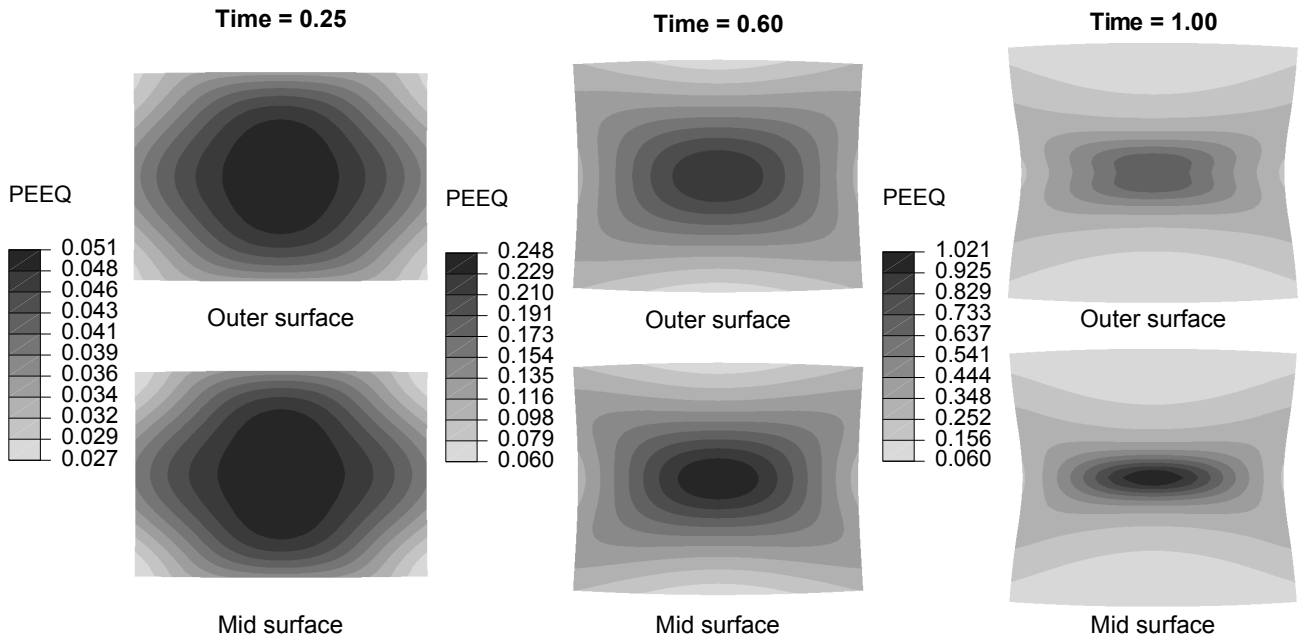 Time = 0.25
Time = 0.60
Time = 1.00
PEEQ
0.051
0.048
0.046
0.043
0.041
0.039
0.036
0.034
0.032
0.029
0.027
PEEQ
0.248
0.229
0.210
0.191
0.173
0.154
0.135
0.116
0.098
0.079
0.060
PEEQ
1.021
0.925
0.829
0.733
0.637
0.541
0.444
0.348
0.252
0.156
0.060
Outer surface
Outer surface
Outer surface
Mid surface
Mid surface
Mid surface